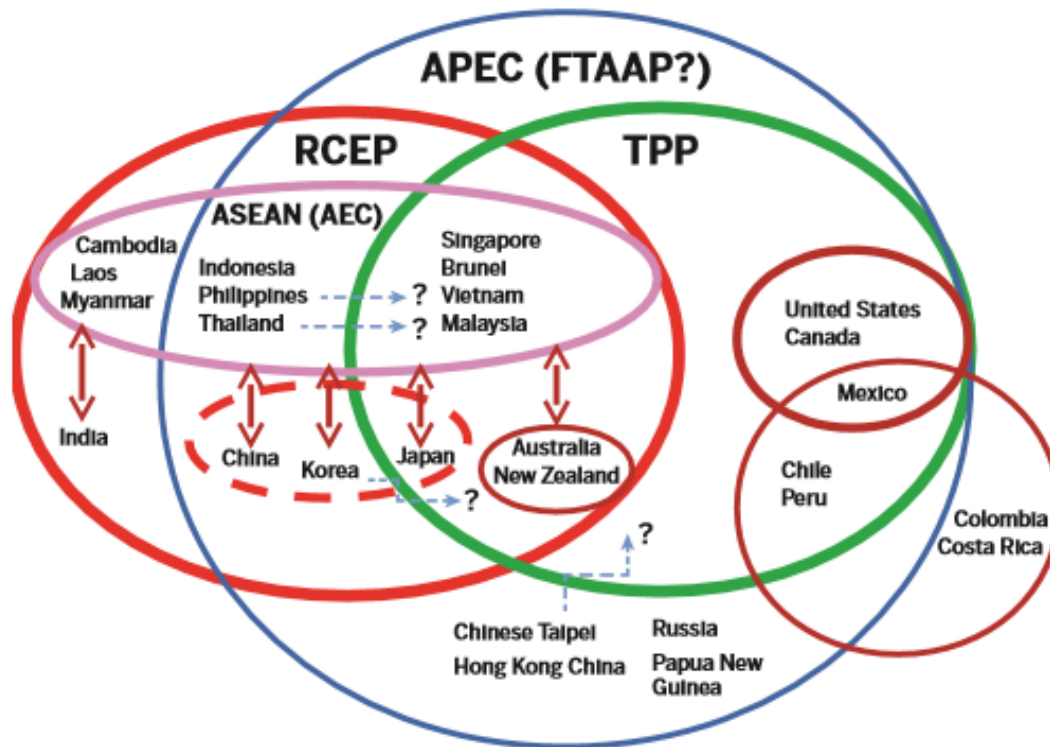 APEC (FTAAP?)
RCEP
TPP
ASEAN (AEC)
Cambodia
Laos
Myanmar
Indonesia
Philippines
Thailand
?
?
Singapore
Brunei
Vietnam
Malaysia
United States
Canada
Mexico
India
China
Korea
Japan
?
Australia
New Zealand
Chile
Peru
Colombia
Costa Rica
?
Chinese Taipei
Hong Kong China
Russia
Papua New
Guinea